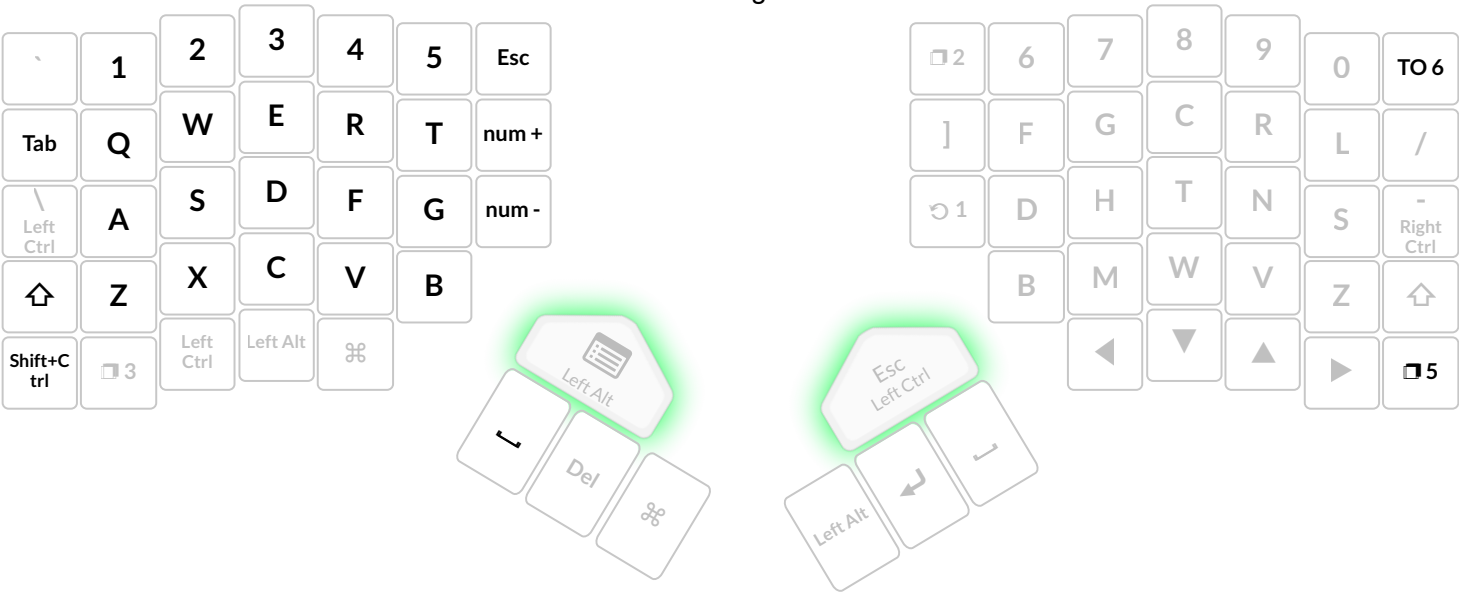 g
` 1 2 3 4 5 Esc 2 6 7 8 9 0 TO 6
Tab Q W E R T num + ] F G C R L /
\ Left Ctrl A S D F G num - 1 D H T N S - Right Ctrl
Z X C V B B M W V Z
Shift+C
trl
3
Left
Ctrl
Left Alt
⌘
◀ ▼ ▲ ▶ 5
Left Alt
Del
⌘
Esc
Left Ctrl
Left Alt